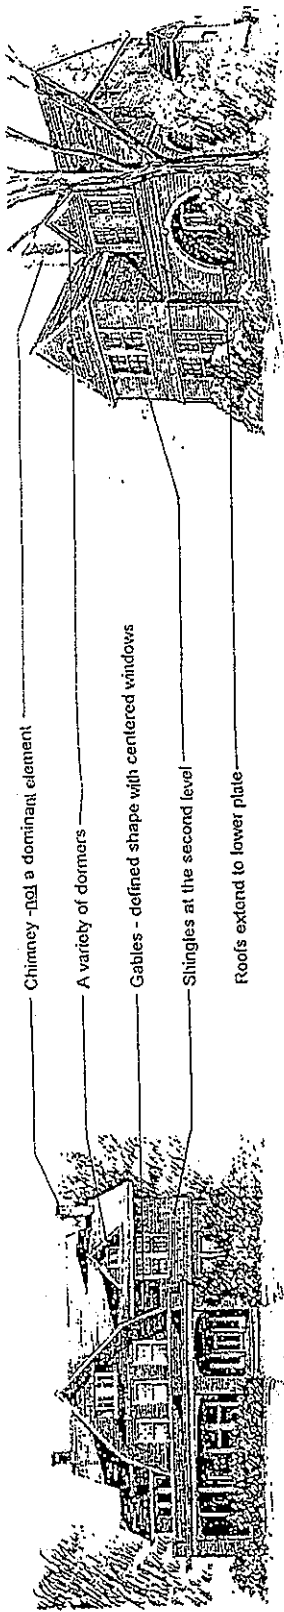 Chimney -not a dominant element
A variety of dormers
Gables - defined shape with centered windows
Shingles at the second level
Roofs extend to lower plate